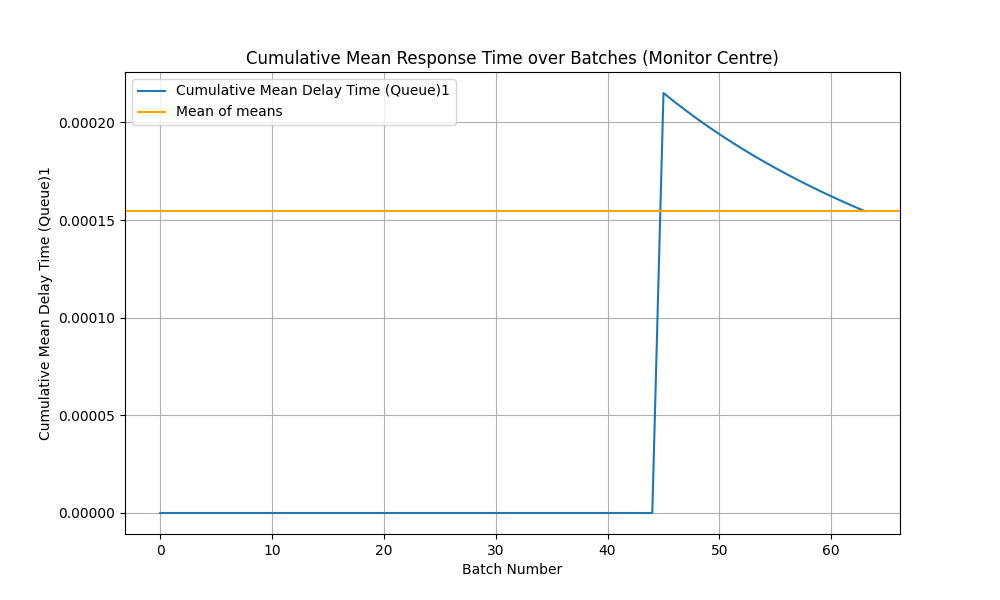 Cumulative Mean Response Time over Batches (Monitor Centre)
Cumulative Mean Delay Time (Queue)1
Mean of means
Cumulative Mean Delay Time (Queue)1
0.00020
0.00015
0.00010
0.00005
0.00000
0 10 20 30 40 50 60
Batch Number